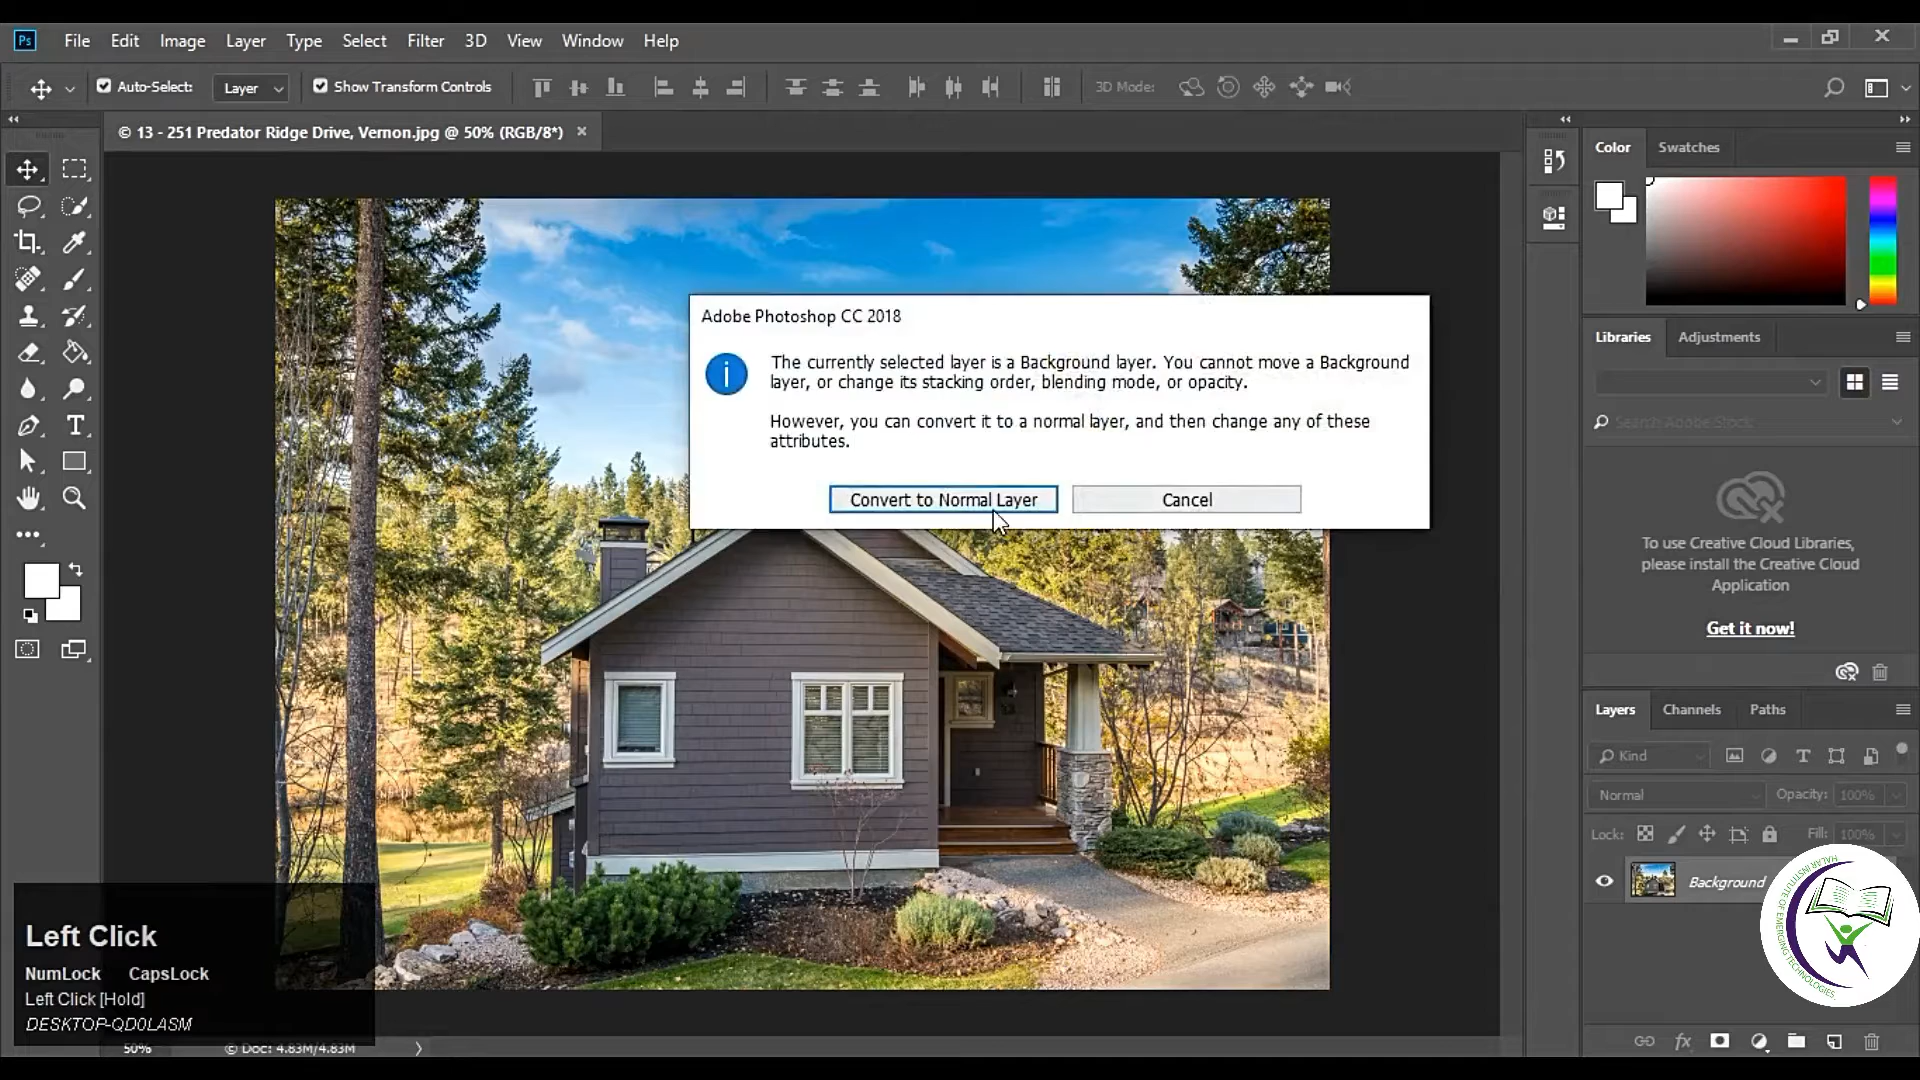 Ps File Edit Image Layer Type Select Filter 3D View Window Help
Auto-Select: Layer Show Transform Controls 3D Mode:
© 13 - 251 Predator Ridge Drive, Vernon.jpg @ 50% (RGB/8*)
Color Swatches
Adobe Photoshop CC 2018
The currently selected layer is a Background layer. You cannot move a Background
layer, or change its stacking order, blending mode, or opacity.
However, you can convert it to a normal layer, and then change any of these
attributes.
Convert to Normal Layer Cancel
Libraries Adjustments
Search Adobe Stock
To use Creative Cloud Libraries,
please install the Creative Cloud
Application
Get it now!
Layers Channels Paths
Kind
Normal Opacity: 100%
Lock: Fill: 100%
Background
HALAR INSTITUTE OF EMERGING TECHNOLOGIES
Left Click
NumLock CapsLock
Left Click [Hold]
DESKTOP-QD0LASM
50% © Doc: 4.83M/4.83M